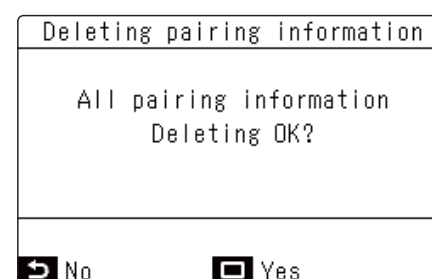 Deleting pairing information
All pairing information
Deleting OK?
No Yes